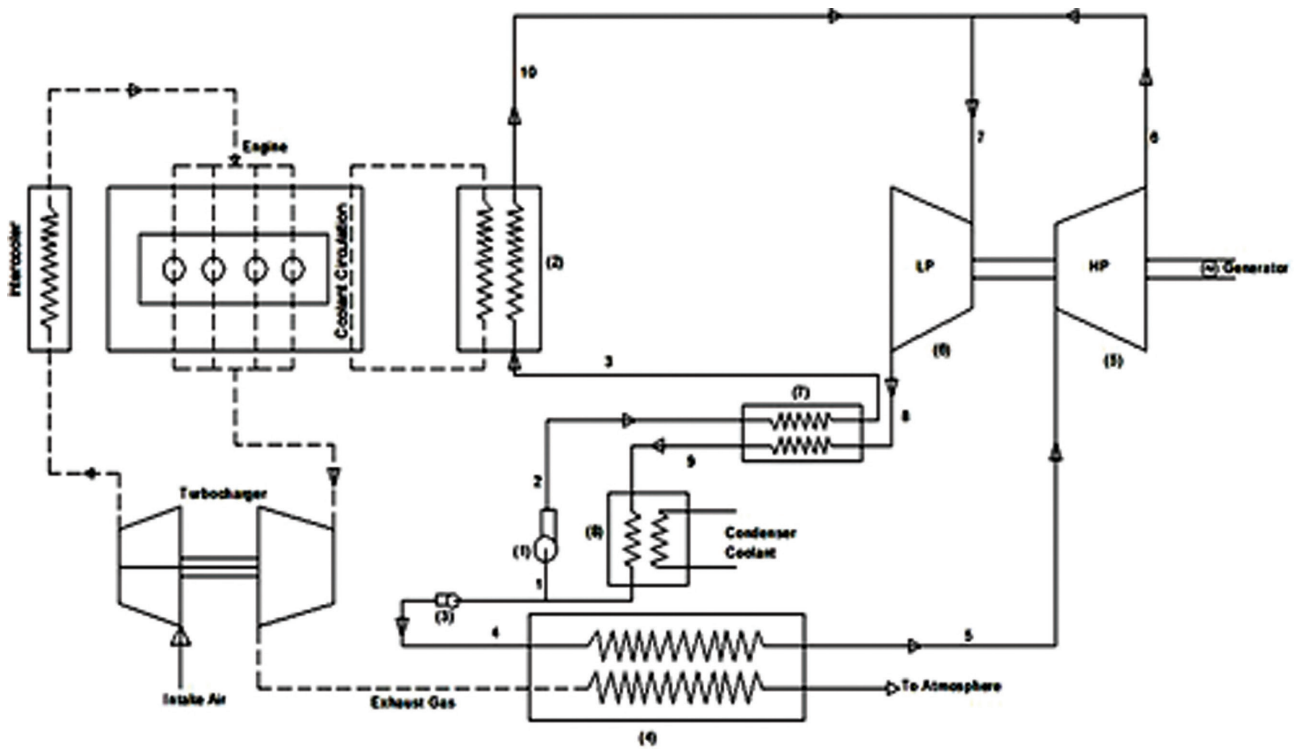 10
Engine
7
6
Intercooler
Coolant Circulation
(2)
LP
HP
Generator
(6)
(5)
3
(7)
8
9
2
Turbocharger
(8)
Condenser
Coolant
(1)
1
(3)
4
5
Intake Air
Exhaust Gas
To Atmosphere
(4)